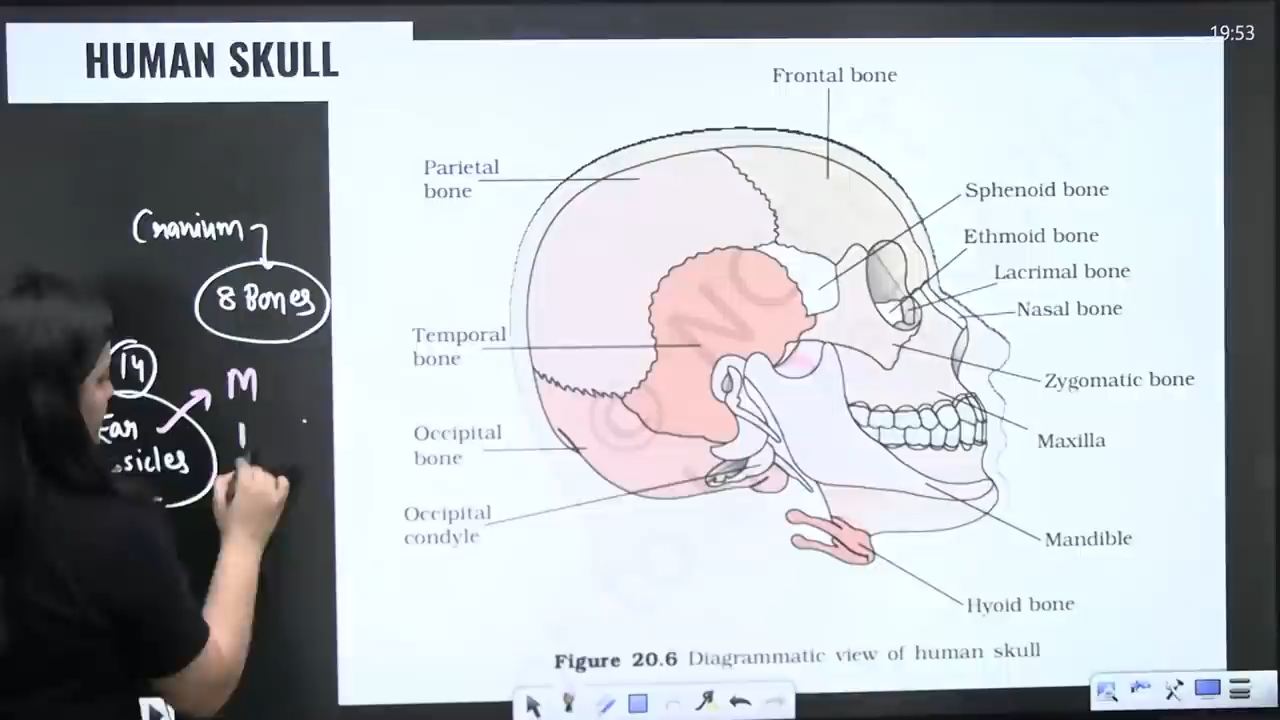 19:53
HUMAN SKULL
Frontal bone
Parietal
bone
Sphenoid bone
Ethmoid bone
Lacrimal bone
Nasal bone
Temporal
bone
Zygomatic bone
Occipital
bone
Maxilla
Occipital
condyle
Mandible
Hyoid bone
Figure 20.6 Diagrammatic view of human skull
Cranium
8 Bones
14
M
Ear
sicles
I